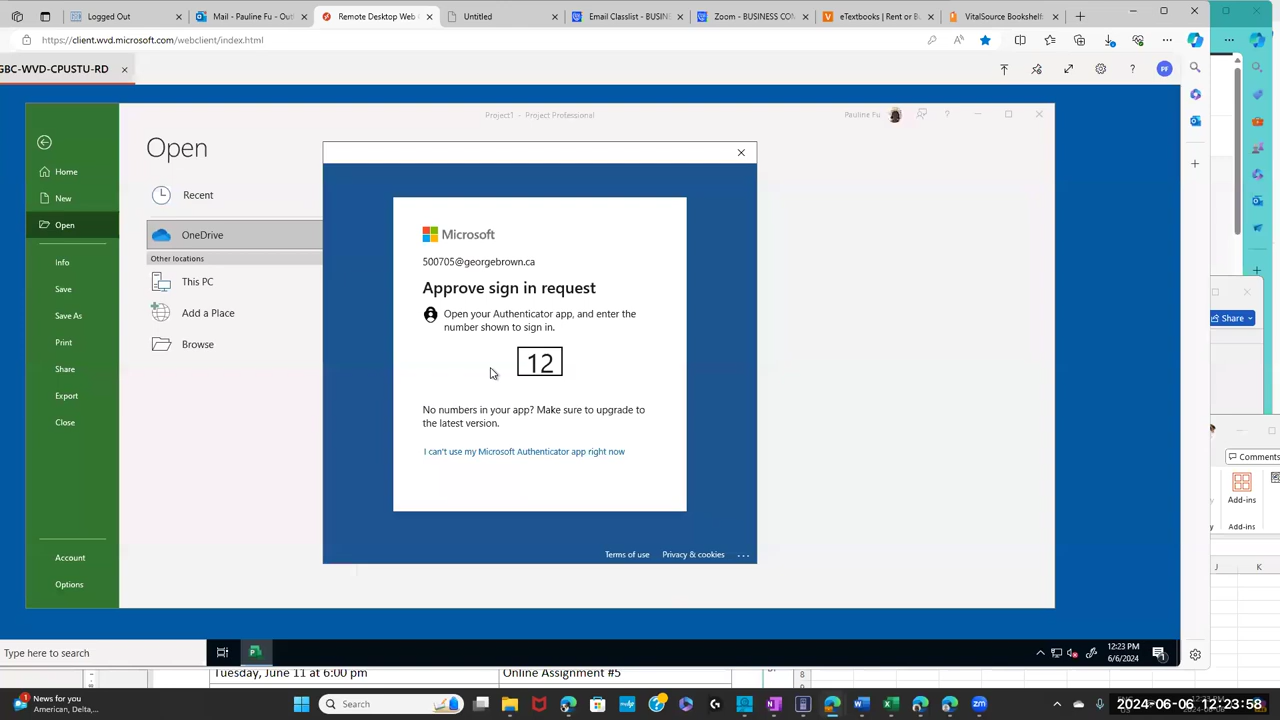 Logged Out
Mail - Pauline Fu - Out
Remote Desktop Web
Untitled
Email Classlist - BUSIN
Zoom - BUSINESS CO
eTextbooks | Rent or B
VitalSource Bookshelf:
https://client.wvd.microsoft.com/webclient/index.html
GBC-WVD-CPUSTU-RD
PF
Project1 - Project Professional
Pauline Fu
Open
Home
New
Open
Info
Save
Save As
Print
Share
Export
Close
Account
Options
Recent
OneDrive
Other locations
This PC
Add a Place
Browse
Microsoft
500705@georgebrown.ca
Approve sign in request
Open your Authenticator app, and enter the
number shown to sign in.
12
No numbers in your app? Make sure to upgrade to
the latest version.
I can't use my Microsoft Authenticator app right now
Terms of use
Privacy & cookies
...
Share
Comments
Add-ins
Add-ins
J K
Type here to search
12:23 PM
6/6/2024
Tuesday, June 11 at 6:00 pm
Online Assignment #5
8
9
News for you
American, Delta,...
Search
2024-06-06 12:23:58